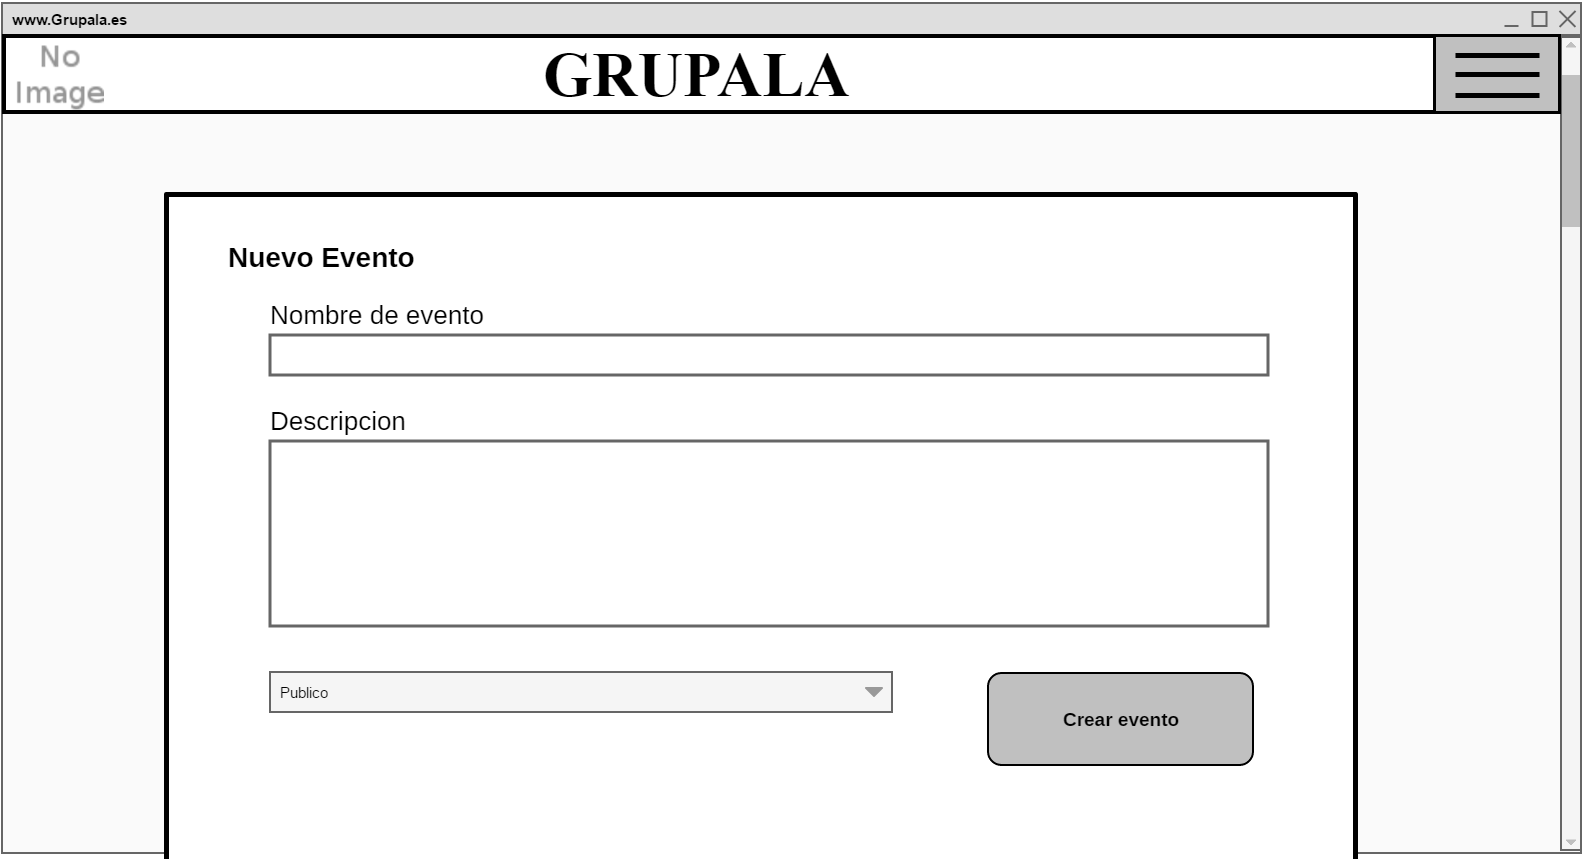 www.Grupala.es
No
Image
GRUPALA
Nuevo Evento
Nombre de evento
Descripcion
Publico
Crear evento